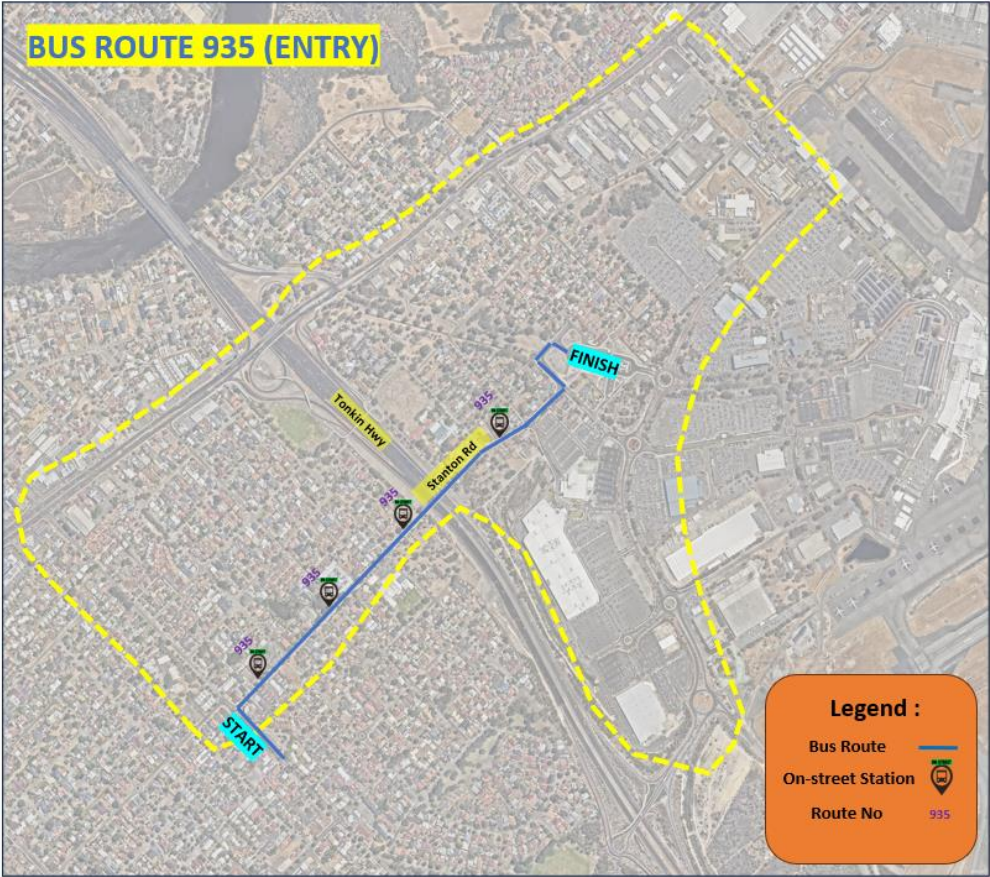 BUS ROUTE 935 (ENTRY)
FINISH
935
Tonkin Hwy
Stanton Rd
935
935
935
START
Legend :
Bus Route
On-street Station
Route No 935